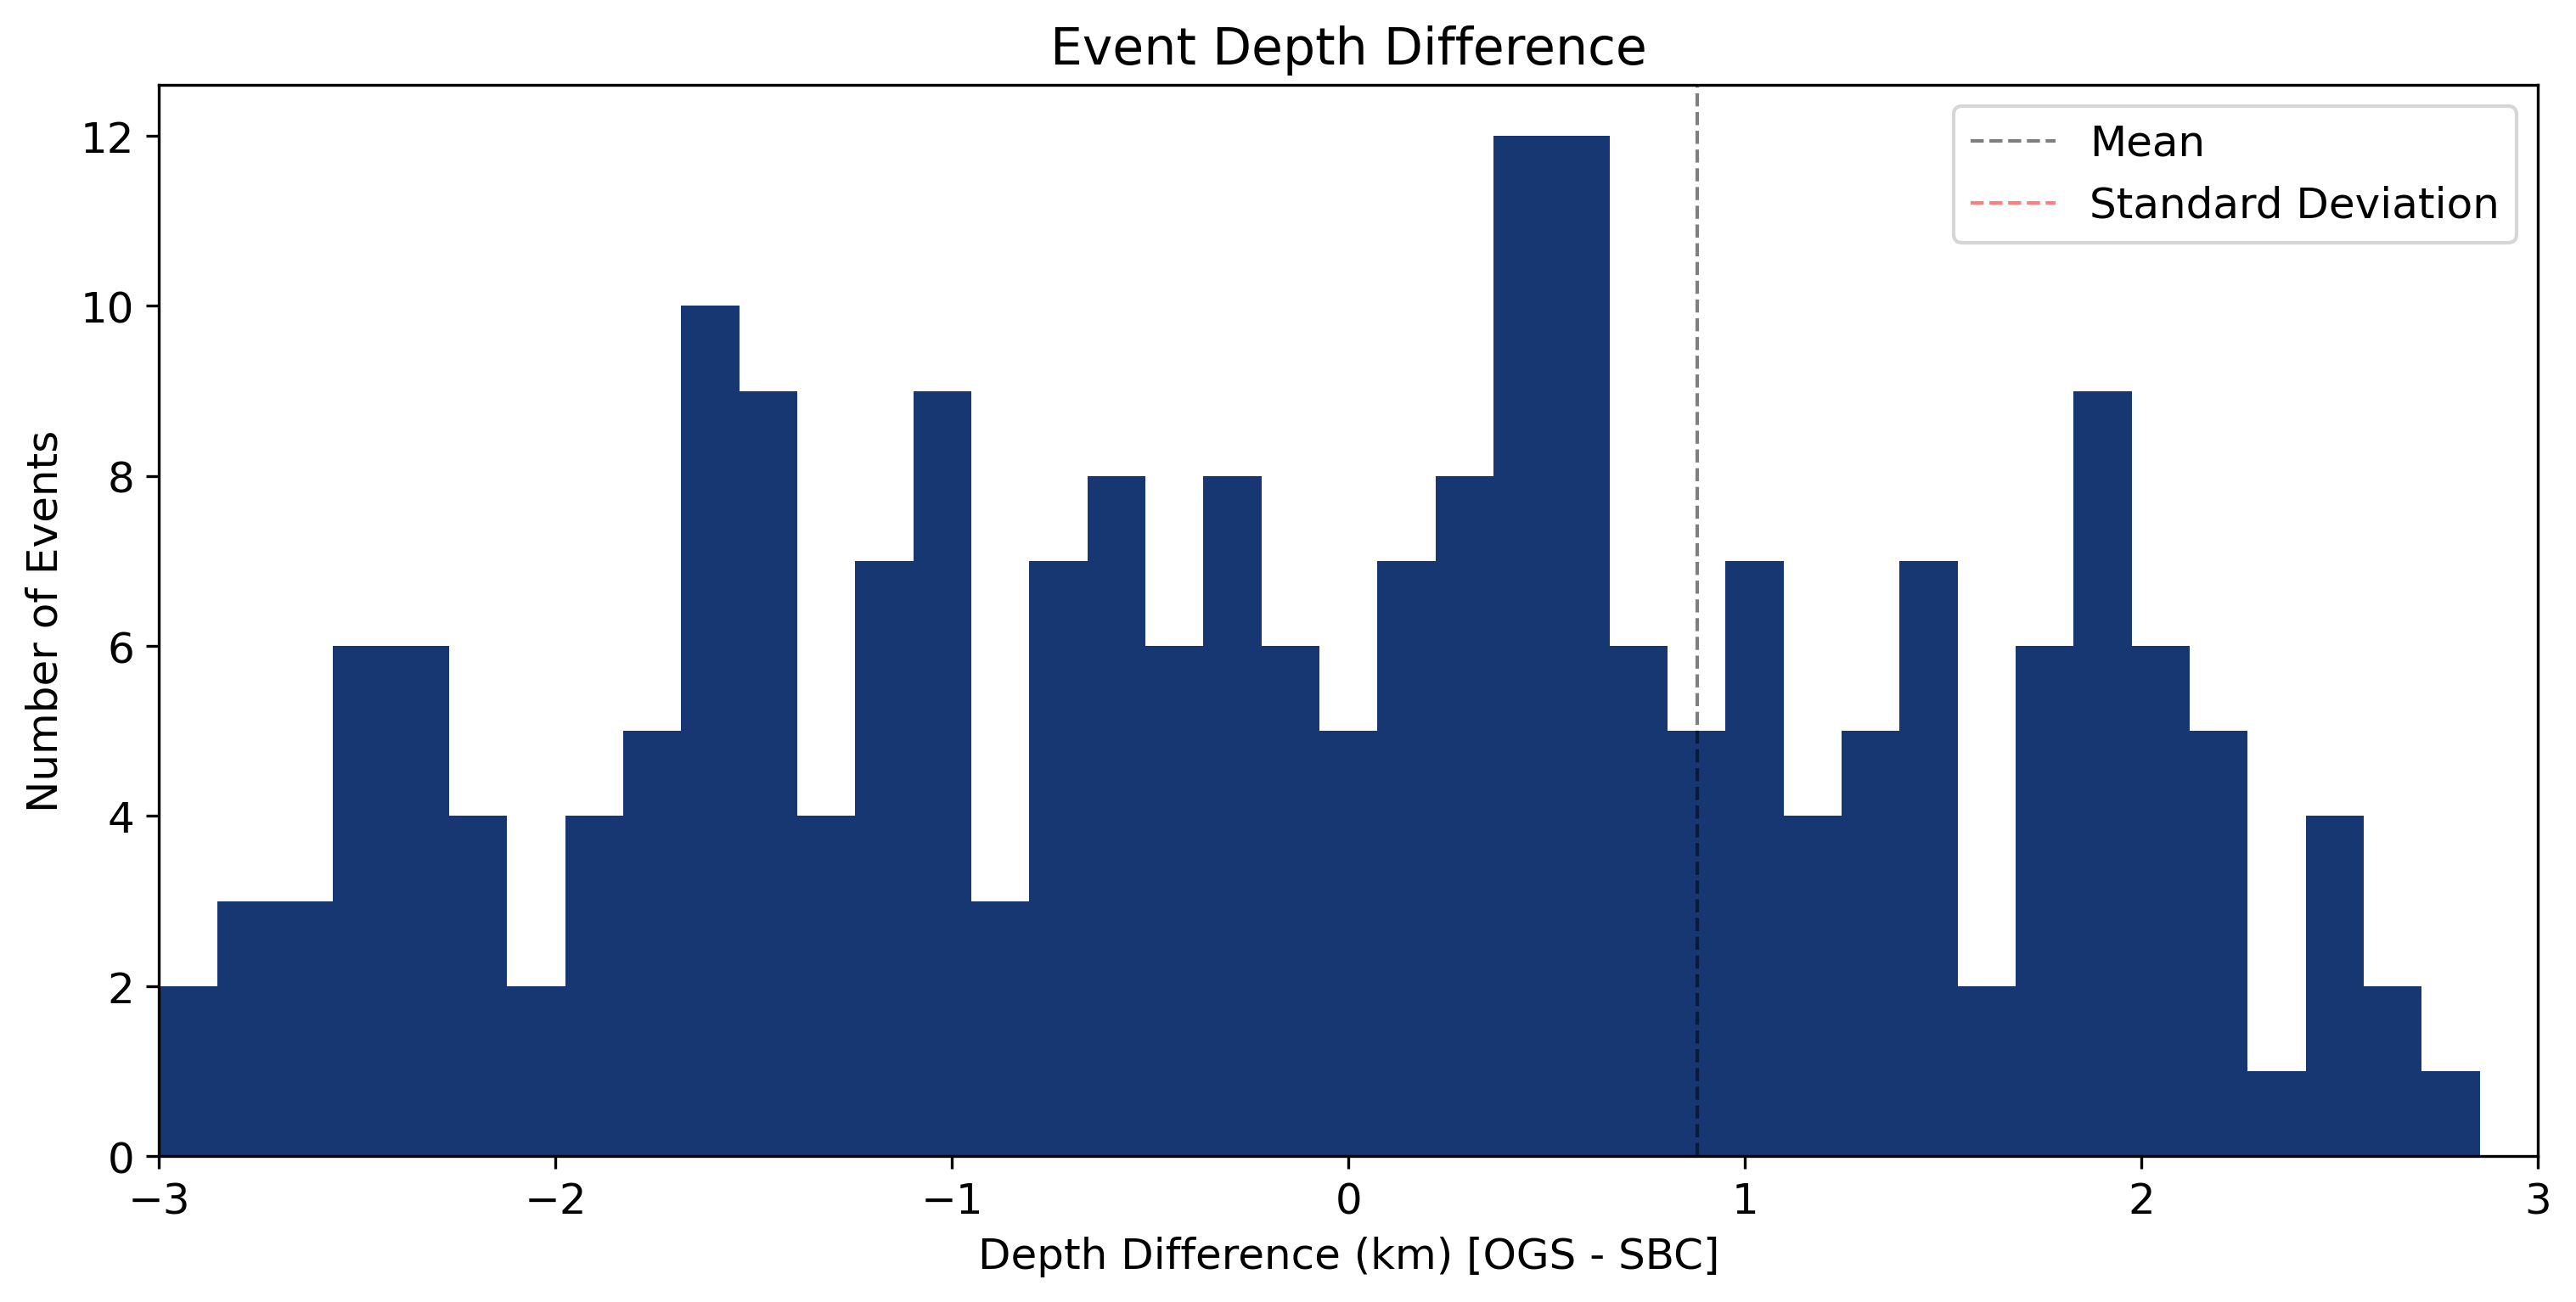 Event Depth Difference
Mean
Standard Deviation
12
10
8
6
4
2
0
Number of Events
−3
−2
−1
0
1
2
3
Depth Difference (km) [OGS - SBC]